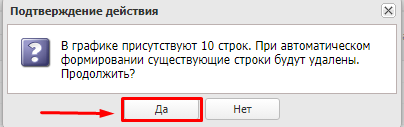 Подтверждение действия
В графике присутствуют 10 строк. При автоматическом
формировании существующие строки будут удалены.
Продолжить?
Да
Нет